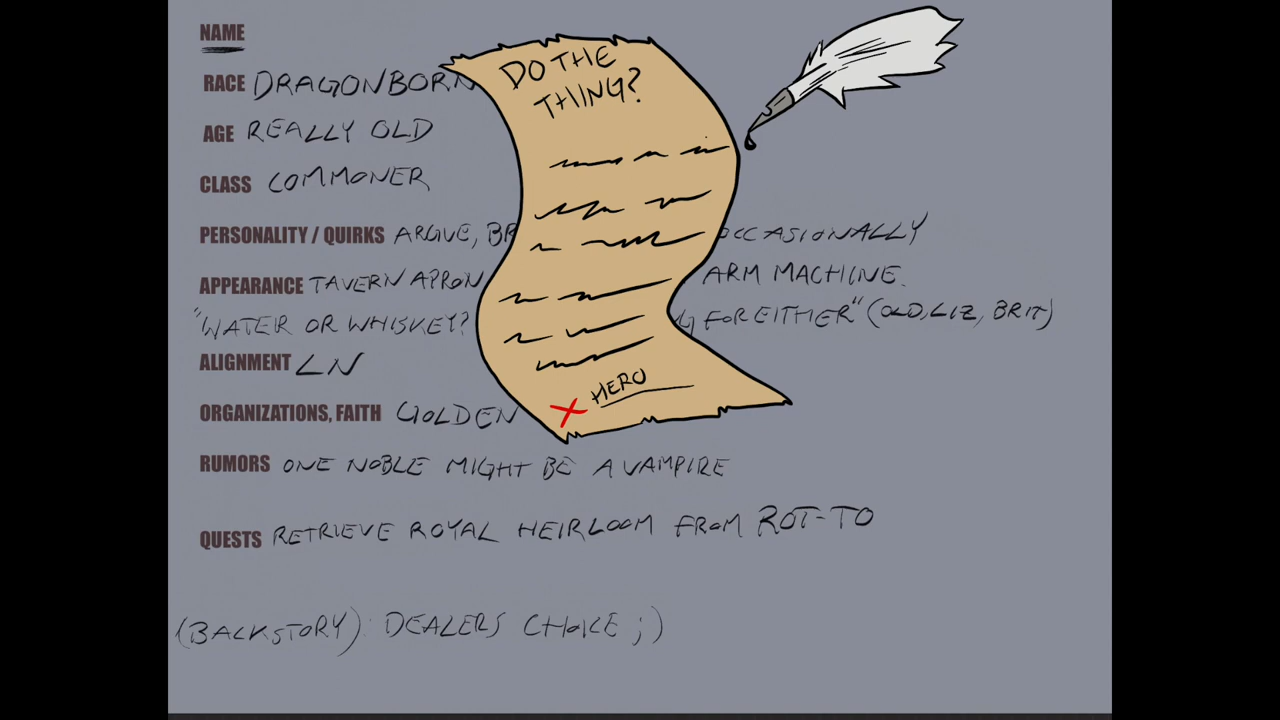 NAME
DO THE
THING?
RACE DRAGONBORN
AGE REALLY OLD
CLASS COMMONER
PERSONALITY / QUIRKS ARGUE, BR OCCASIONALLY
APPEARANCE TAVERN APRON ARM MACHINE.
"WATER OR WHISKEY? G FOR EITHER" (OLD, LIZ, BRIT)
ALIGNMENT LN
HERO
X
ORGANIZATIONS, FAITH GOLDEN
RUMORS ONE NOBLE MIGHT BE A VAMPIRE
QUESTS RETRIEVE ROYAL HEIRLOOM FROM ROT-TO
(BACKSTORY): DEALERS CHOICE ;)